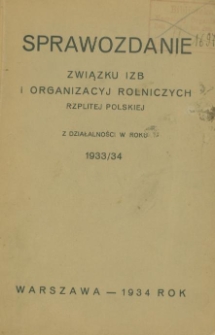 SPRAWOZDANIE
ZWIĄZKU IZB
I ORGANIZACYJ ROLNICZYCH
RZPLITEJ POLSKIEJ
Z DZIAŁALNOŚCI W ROKU
1933/34
WARSZAWA — 1934 ROK